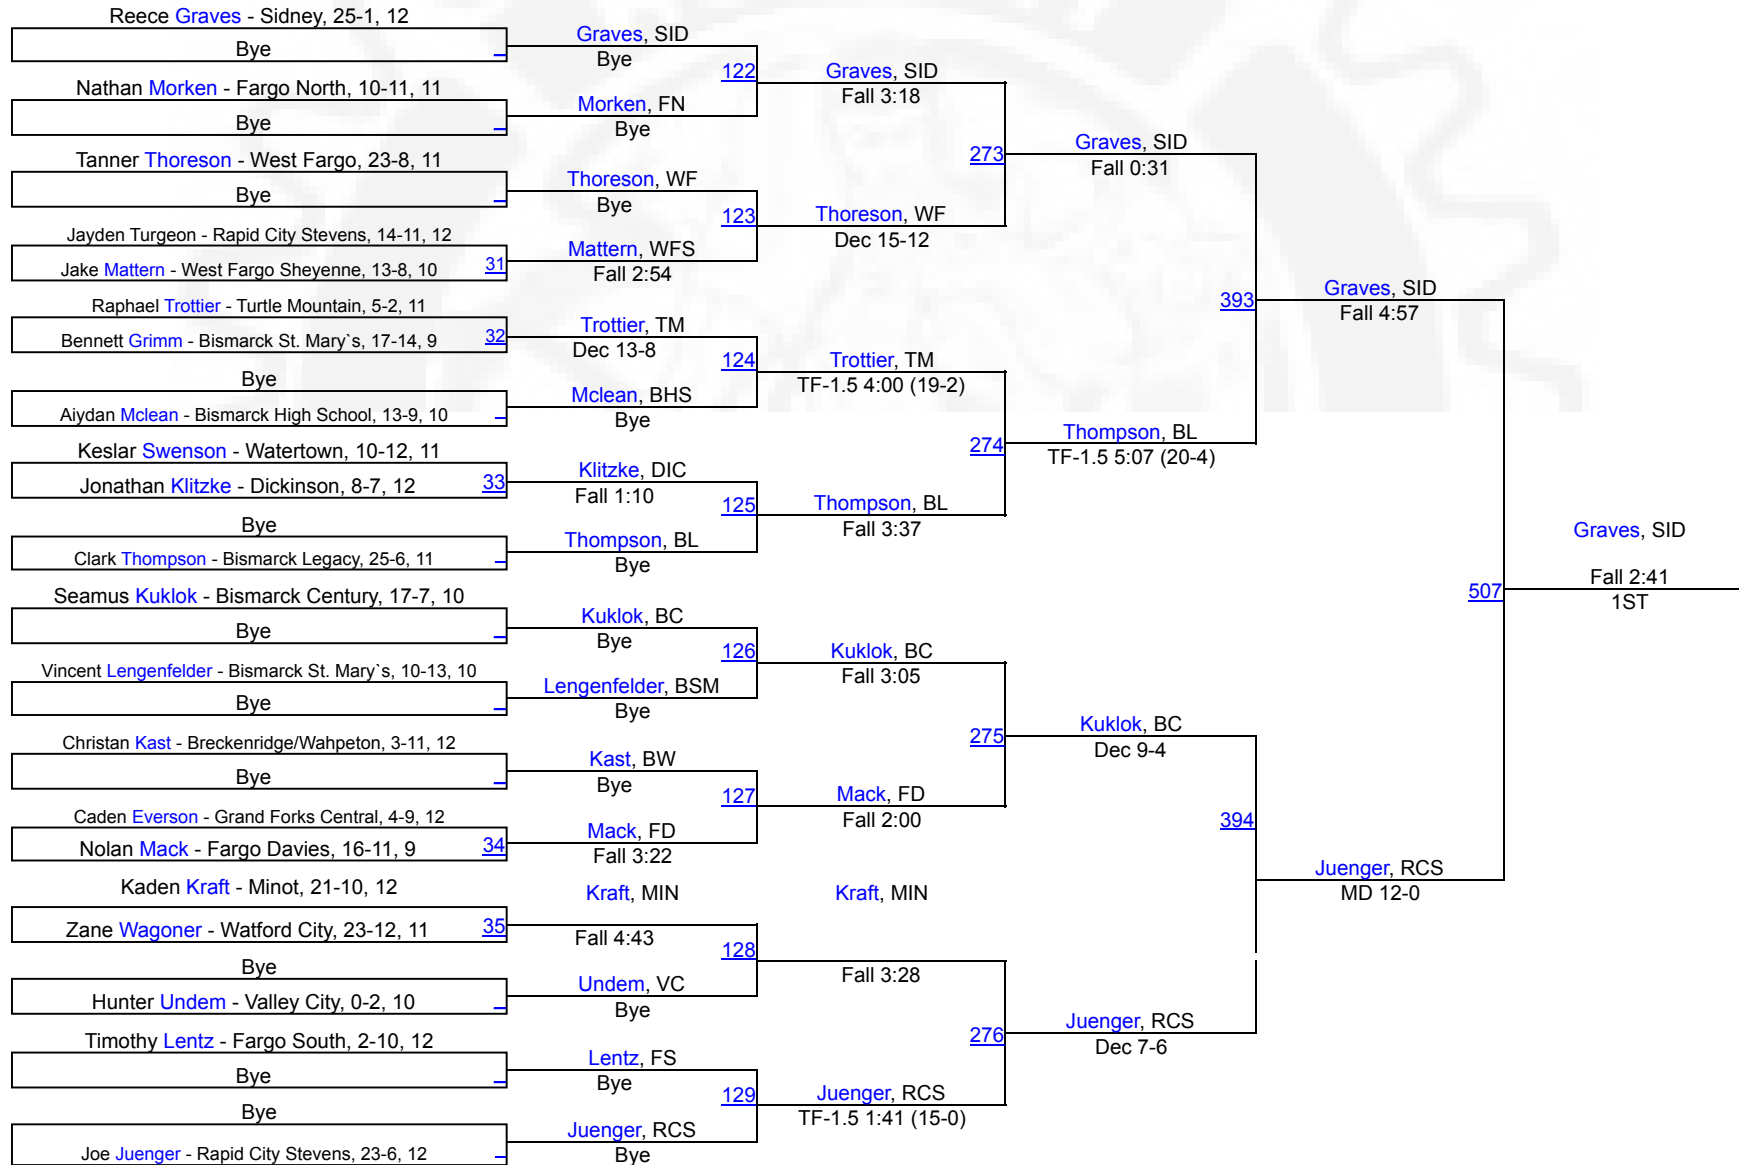 Reece Graves - Sidney, 25-1, 12
Bye
Nathan Morken - Fargo North, 10-11, 11
Bye
Tanner Thoreson - West Fargo, 23-8, 11
Bye
Jayden Turgeon - Rapid City Stevens, 14-11, 12
Jake Mattern - West Fargo Sheyenne, 13-8, 10
31
Raphael Trottier - Turtle Mountain, 5-2, 11
Bennett Grimm - Bismarck St. Mary`s, 17-14, 9
32
Bye
Aiydan Mclean - Bismarck High School, 13-9, 10
Keslar Swenson - Watertown, 10-12, 11
Jonathan Klitzke - Dickinson, 8-7, 12
33
Bye
Clark Thompson - Bismarck Legacy, 25-6, 11
Seamus Kuklok - Bismarck Century, 17-7, 10
Bye
Vincent Lengenfelder - Bismarck St. Mary`s, 10-13, 10
Bye
Christan Kast - Breckenridge/Wahpeton, 3-11, 12
Bye
Caden Everson - Grand Forks Central, 4-9, 12
Nolan Mack - Fargo Davies, 16-11, 9
34
Kaden Kraft - Minot, 21-10, 12
Zane Wagoner - Watford City, 23-12, 11
35
Bye
Hunter Undem - Valley City, 0-2, 10
Timothy Lentz - Fargo South, 2-10, 12
Bye
Bye
Joe Juenger - Rapid City Stevens, 23-6, 12
Graves, SID
Bye
122
Morken, FN
Bye
Thoreson, WF
Bye
123
Mattern, WFS
Fall 2:54
Trottier, TM
Dec 13-8
124
Mclean, BHS
Bye
Klitzke, DIC
Fall 1:10
125
Thompson, BL
Bye
Kuklok, BC
Bye
126
Lengenfelder, BSM
Bye
Kast, BW
Bye
127
Mack, FD
Fall 3:22
Kraft, MIN
Fall 4:43
128
Undem, VC
Bye
Lentz, FS
Bye
129
Juenger, RCS
Bye
Graves, SID
Fall 3:18
273
Thoreson, WF
Dec 15-12
Trottier, TM
TF-1.5 4:00 (19-2)
274
Thompson, BL
Fall 3:37
Kuklok, BC
Fall 3:05
275
Mack, FD
Fall 2:00
Kraft, MIN
Fall 3:28
276
Juenger, RCS
TF-1.5 1:41 (15-0)
Graves, SID
Fall 0:31
393
Thompson, BL
TF-1.5 5:07 (20-4)
Kuklok, BC
Dec 9-4
394
Juenger, RCS
Dec 7-6
Graves, SID
Fall 4:57
507
Juenger, RCS
MD 12-0
Graves, SID
Fall 2:41
1ST